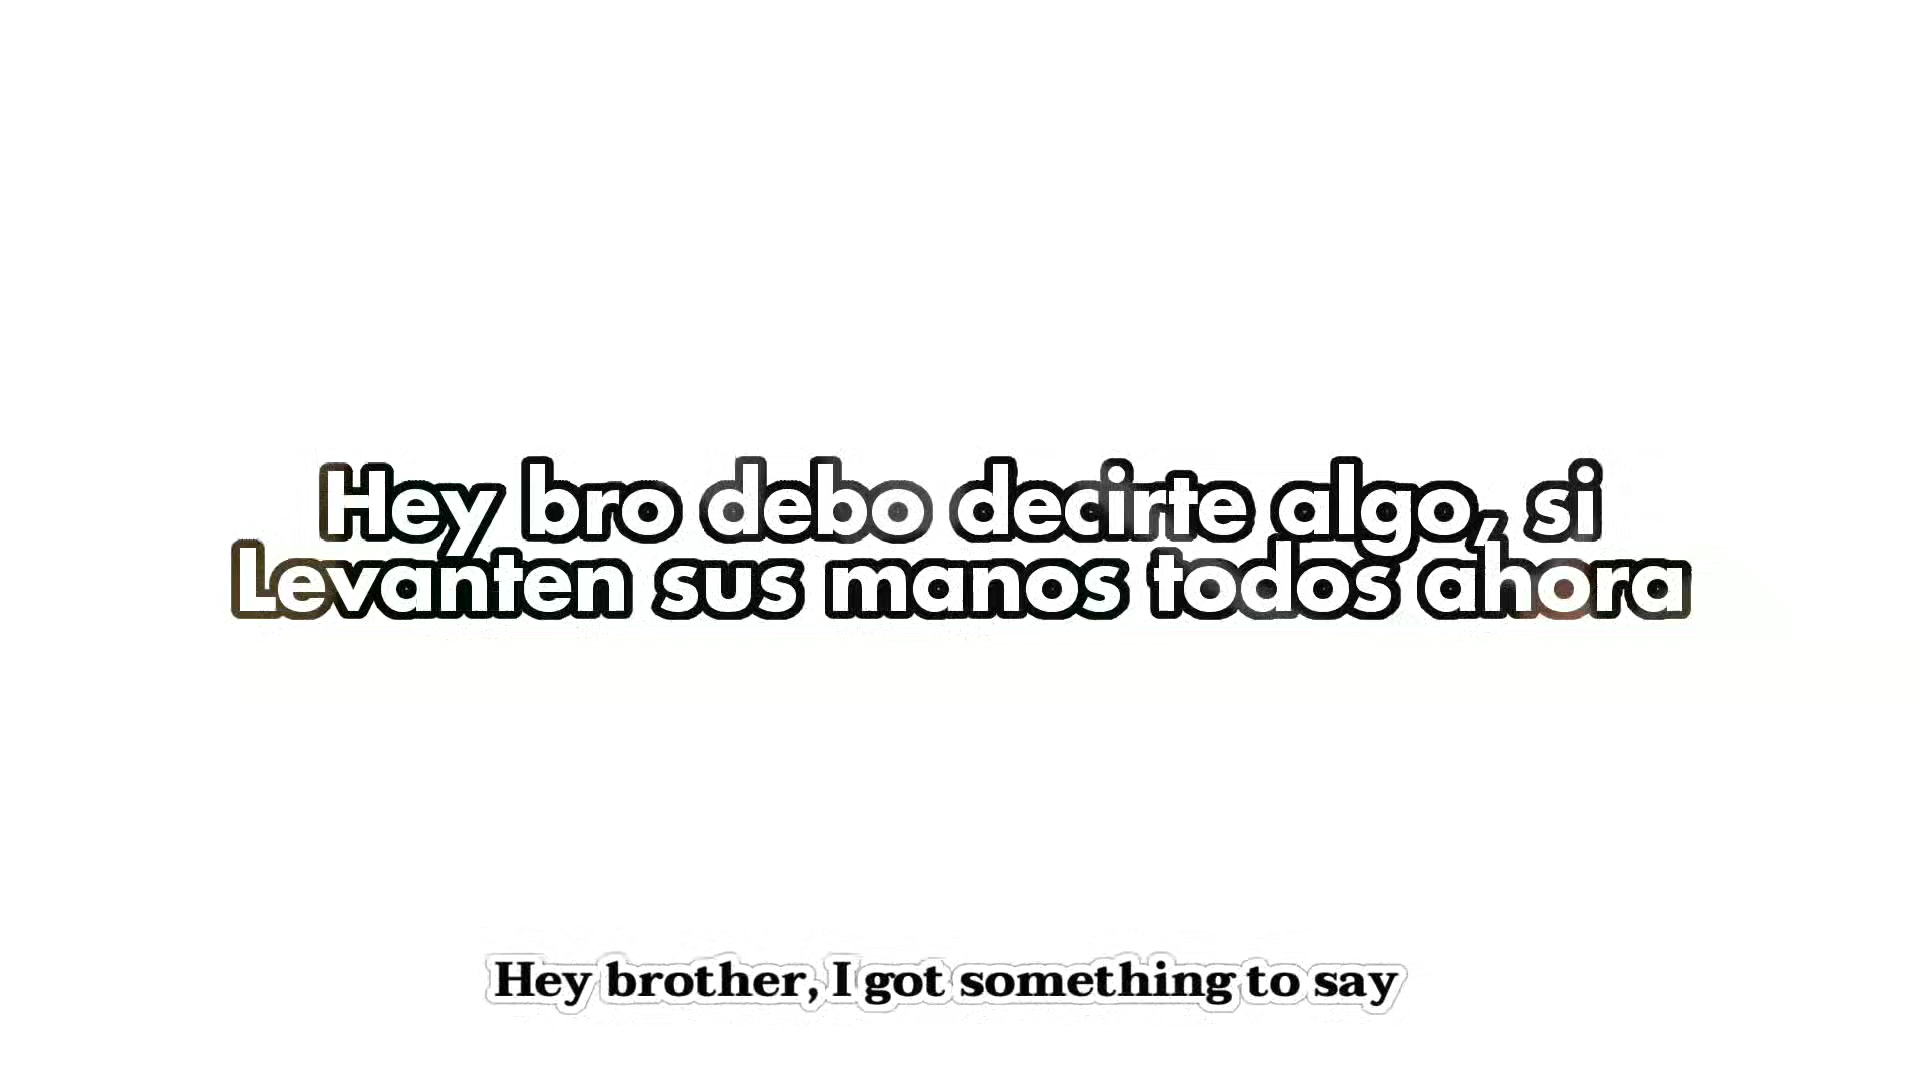 Hey bro debo decirte algo, si
Levanten sus manos todos ahora
Hey brother, I got something to say